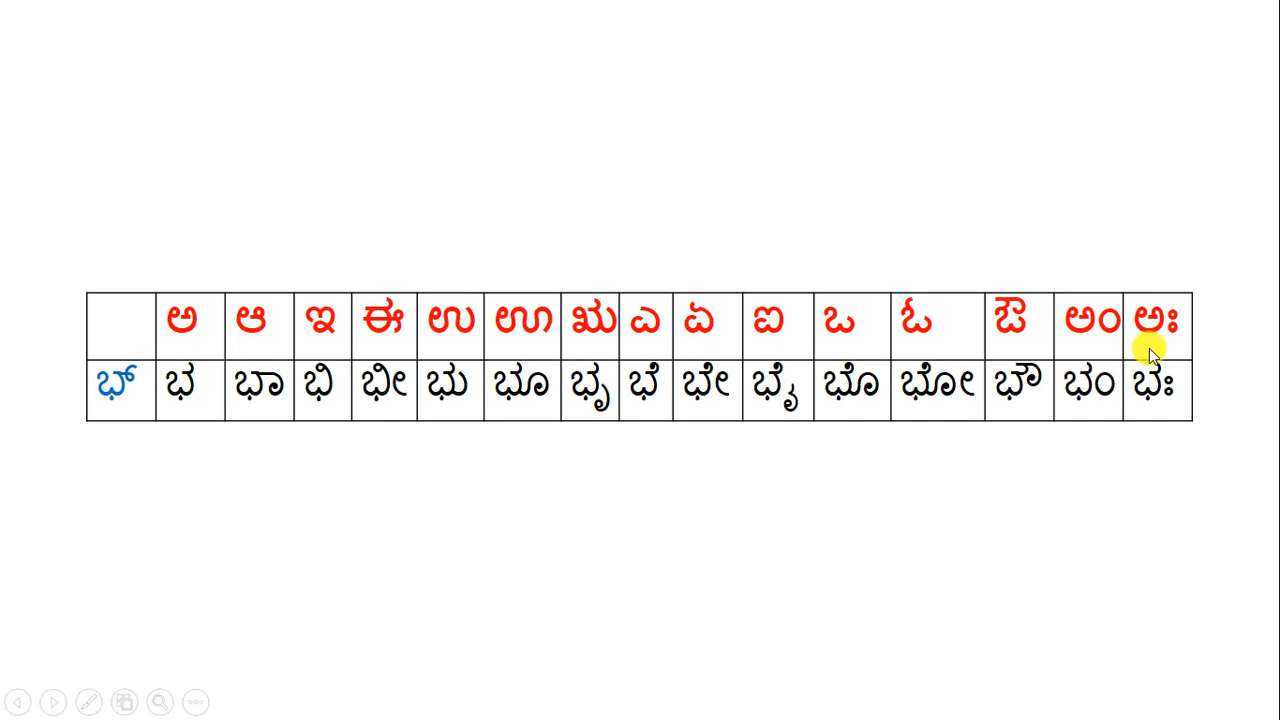 ಅ ಆ ಇ ಈ ಉ ಊ ಋ ಎ ಏ ಐ ಒ ಓ ಔ ಅಂ ಅಃ
ಭ್ ಭ ಭಾ ಭಿ ಭೀ ಭು ಭೂ ಭೃ ಭೆ ಭೇ ಭೈ ಭೊ ಭೋ ಭೌ ಭಂ ಭಃ